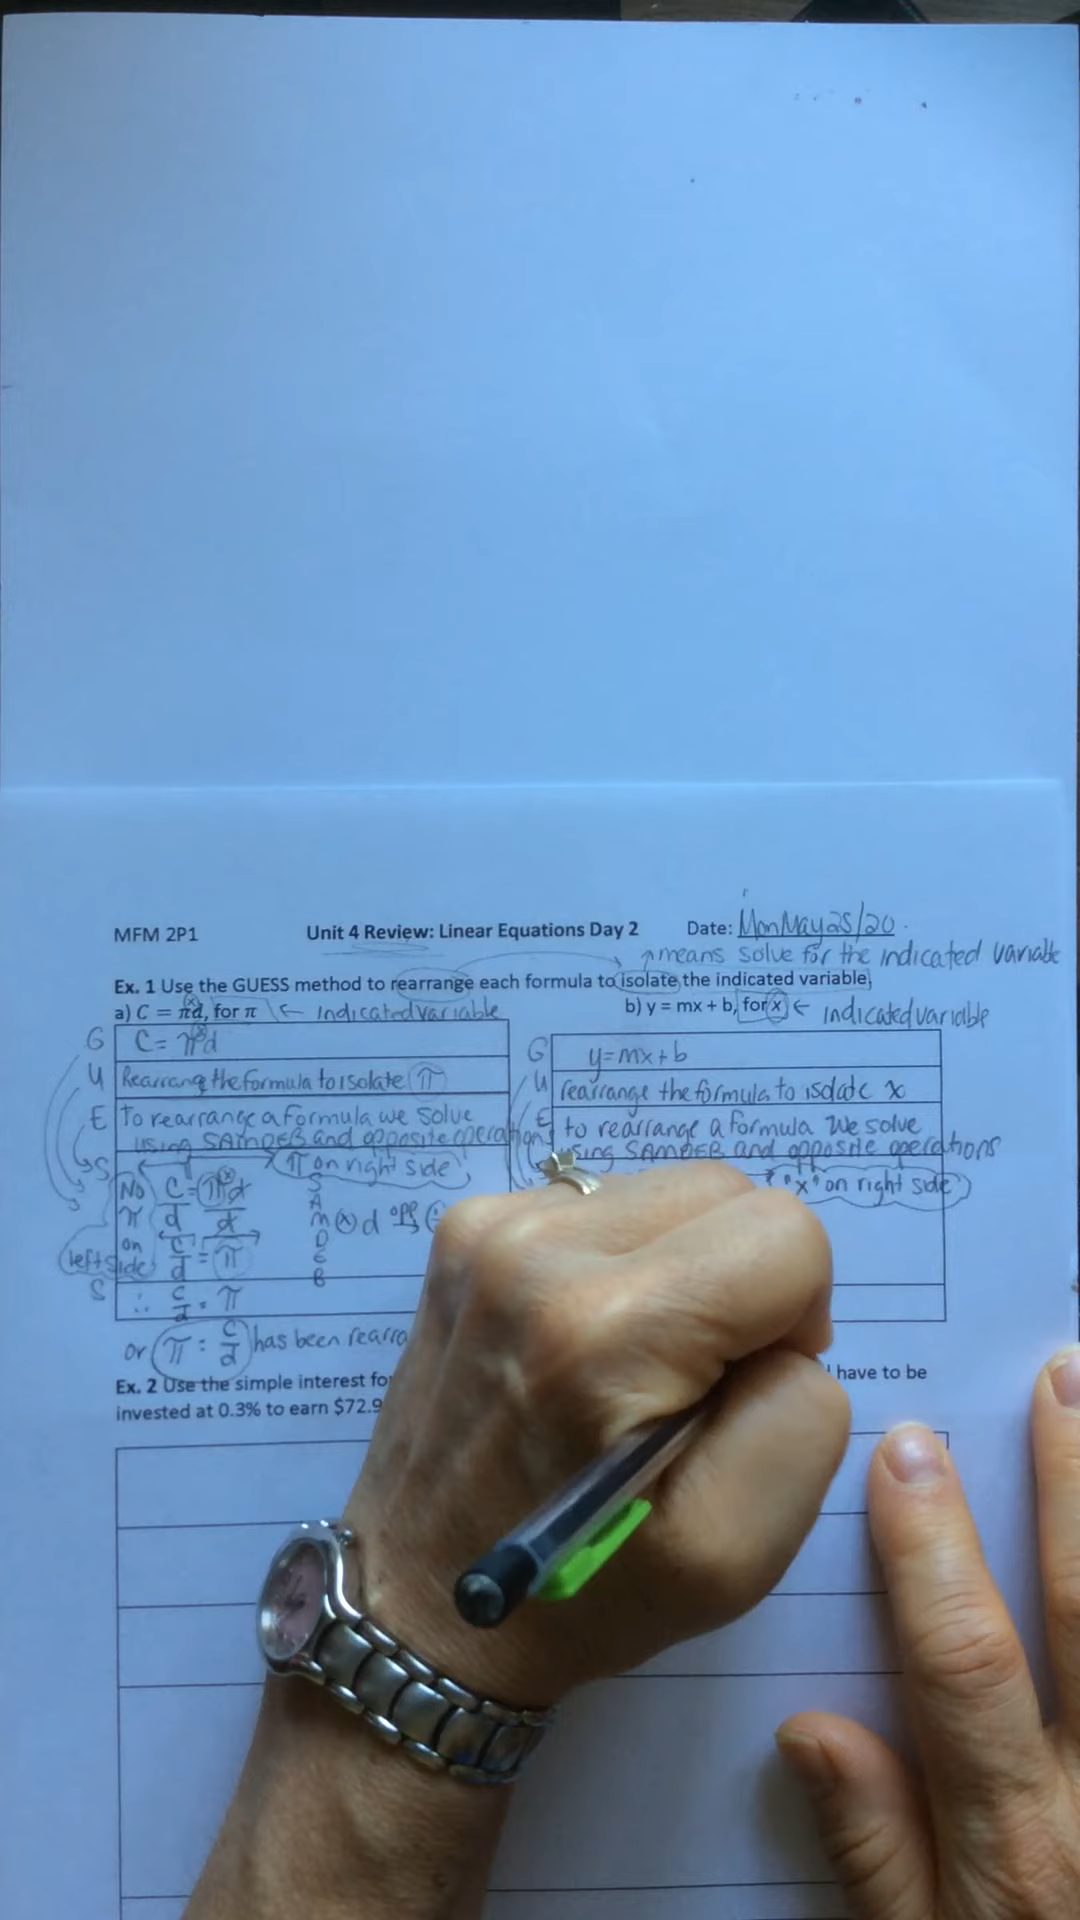 MFM 2P1 Unit 4 Review: Linear Equations Day 2 Date: Mon May 25/20
means solve for the indicated variable
Ex. 1 Use the GUESS method to rearrange each formula to isolate the indicated variable
a) C = πd, for π ← indicated variable
G C = π(x)d
U Rearrange the formula to isolate π
E To rearrange a formula we solve
using SAMDEB and opposite operations
S π on right side
No π on left side
C/d = π(x)d/d
C/d = π
S
A
M (x) d opp
D
E
B
S ∴ C/d = π
or π = C/d has been rearra
b) y = mx + b, for x ← indicated variable
G y = mx + b
U rearrange the formula to isolate x
E to rearrange a formula we solve
using SAMDEB and opposite operations
"x" on right side
Ex. 2 Use the simple interest fo
have to be
invested at 0.3% to earn $72.9